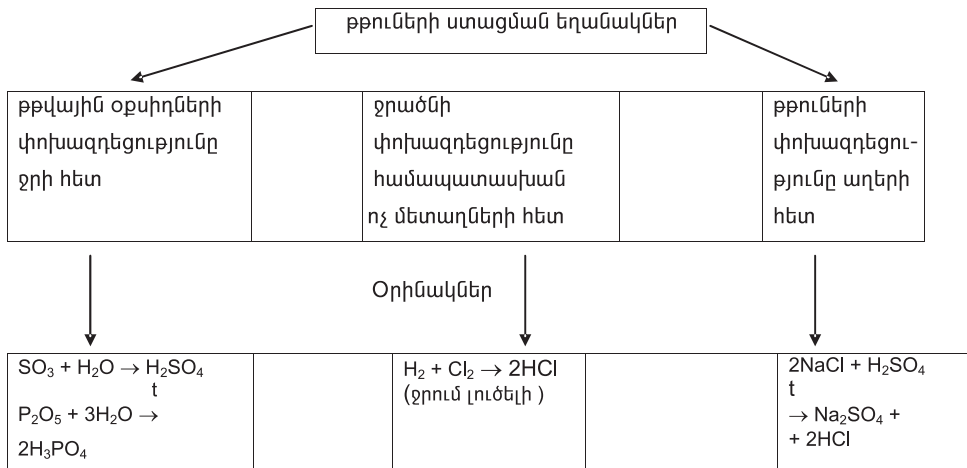 թթուների ստացման եղանակներ
թթվային օքսիդների
փոխազդեցությունը
ջրի հետ
ջրածնի
փոխազդեցությունը
համապատասխան
ոչ մետաղների հետ
թթուների
փոխազդեցու-
թյունը աղերի
հետ
Օրինակներ
SO₃ + H₂O → H₂SO₄
t
P₂O₅ + 3H₂O →
2H₃PO₄
H₂ + Cl₂ → 2HCl
(ջրում լուծելի )
2NaCl + H₂SO₄
t
→ Na₂SO₄ +
+ 2HCl